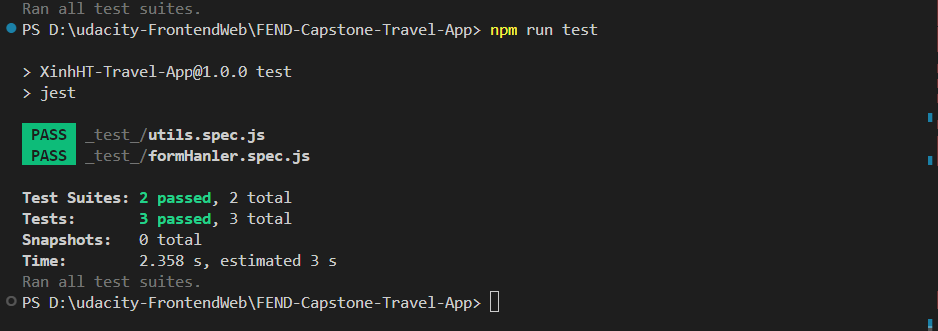 Ran all test suites.
PS D:\udacity-FrontendWeb\FEND-Capstone-Travel-App> npm run test
> XinhHT-Travel-App@1.0.0 test
> jest
PASS _test_/utils.spec.js
PASS _test_/formHanler.spec.js
Test Suites: 2 passed, 2 total
Tests: 3 passed, 3 total
Snapshots: 0 total
Time: 2.358 s, estimated 3 s
Ran all test suites.
PS D:\udacity-FrontendWeb\FEND-Capstone-Travel-App>